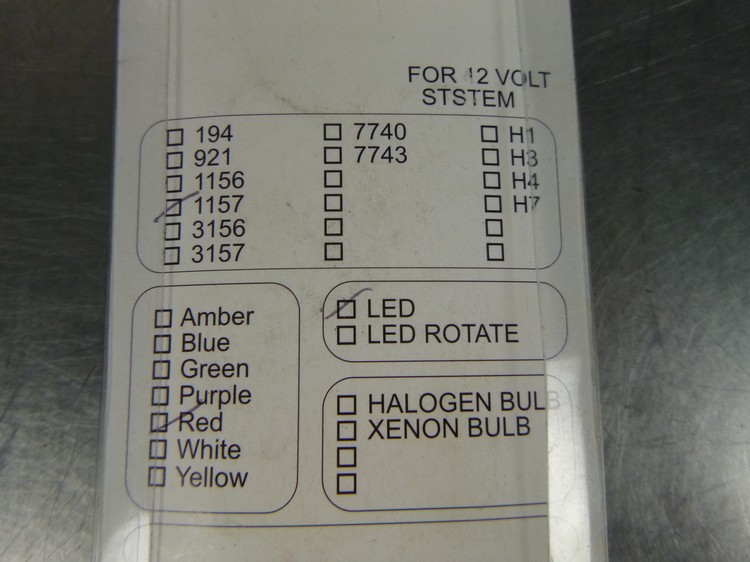 FOR 12 VOLT
STSTEM
194
921
1156
1157
3156
3157
7740
7743
H1
H3
H4
H7
Amber
Blue
Green
Purple
Red
White
Yellow
LED
LED ROTATE
HALOGEN BULB
XENON BULB